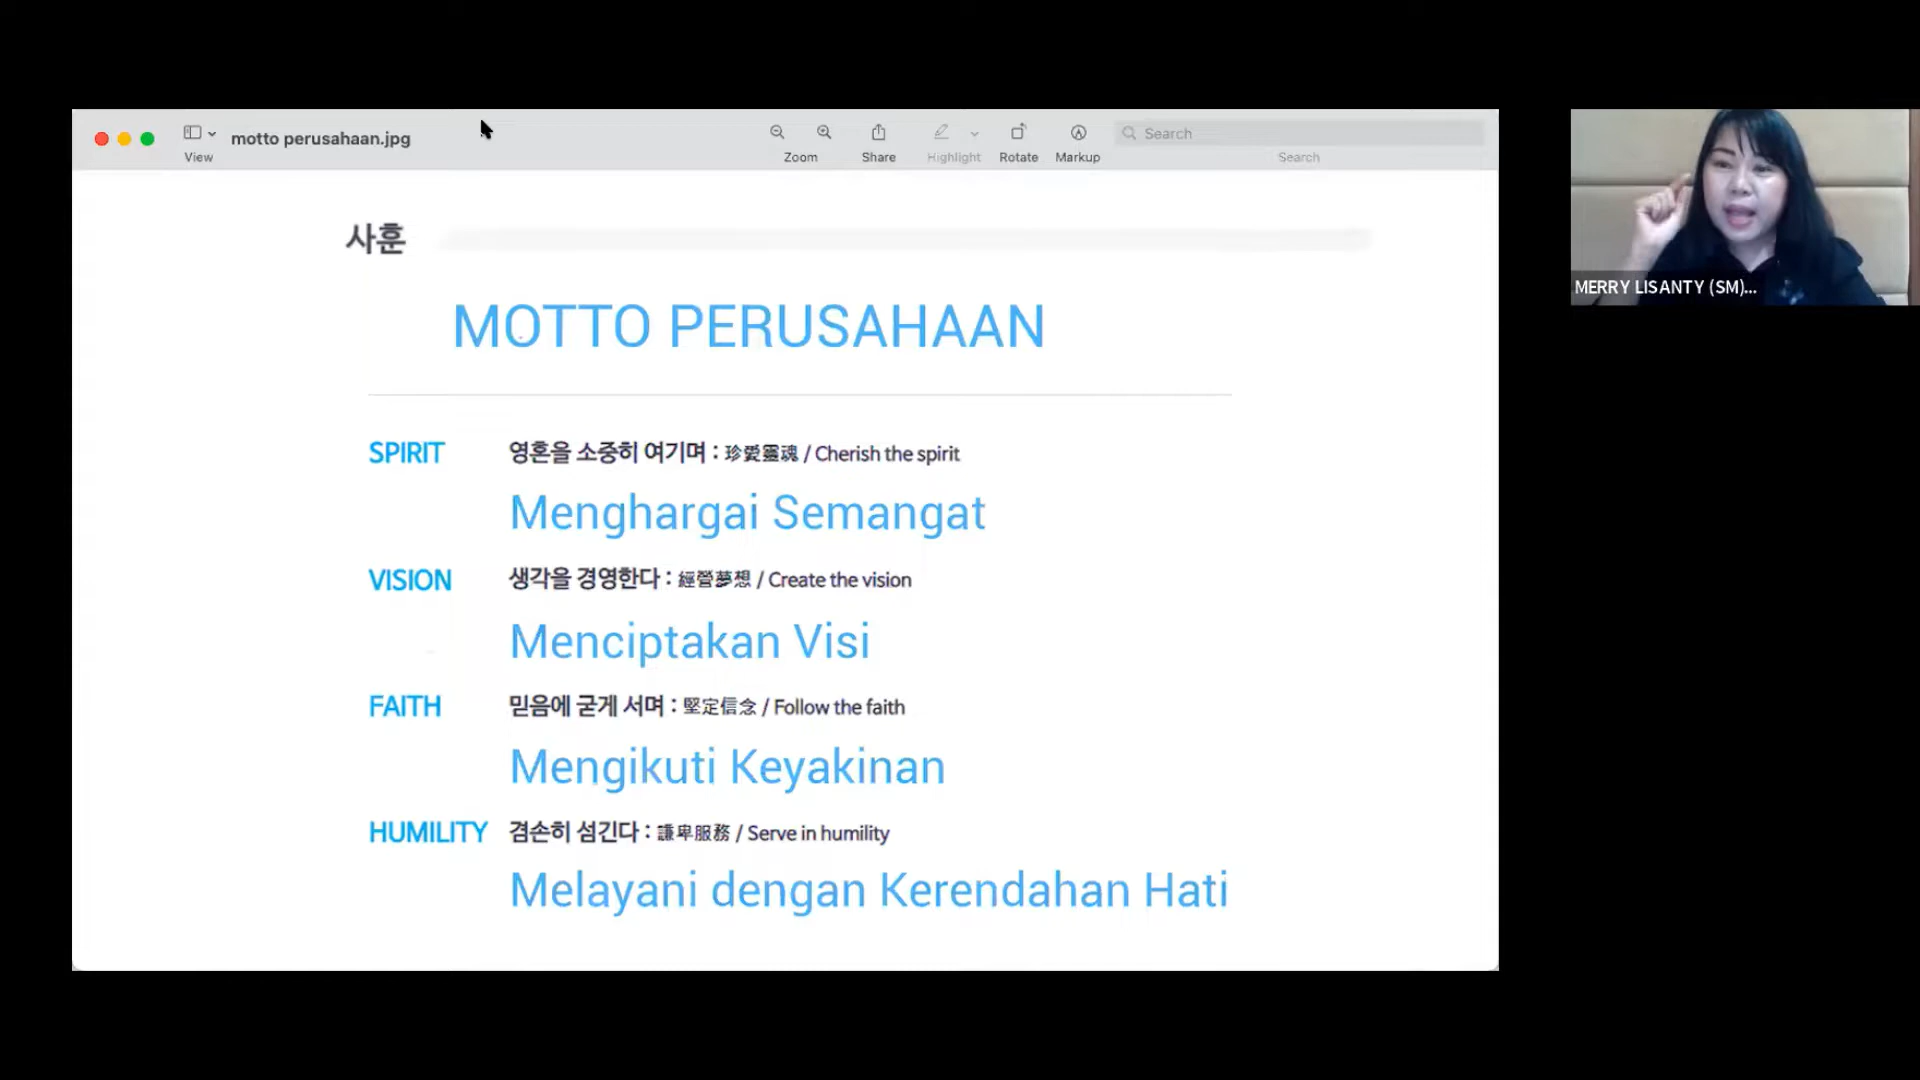 motto perusahaan.jpg
View
Zoom
Share
Highlight
Rotate
Markup
Search
Search
사훈
MOTTO PERUSAHAAN
SPIRIT 영혼을 소중히 여기며 : 珍愛靈魂 / Cherish the spirit
Menghargai Semangat
VISION 생각을 경영한다 : 經營夢想 / Create the vision
Menciptakan Visi
FAITH 믿음에 굳게 서며 : 堅定信念 / Follow the faith
Mengikuti Keyakinan
HUMILITY 겸손히 섬긴다 : 謙卑服務 / Serve in humility
Melayani dengan Kerendahan Hati
MERRY LISANTY (SM)...